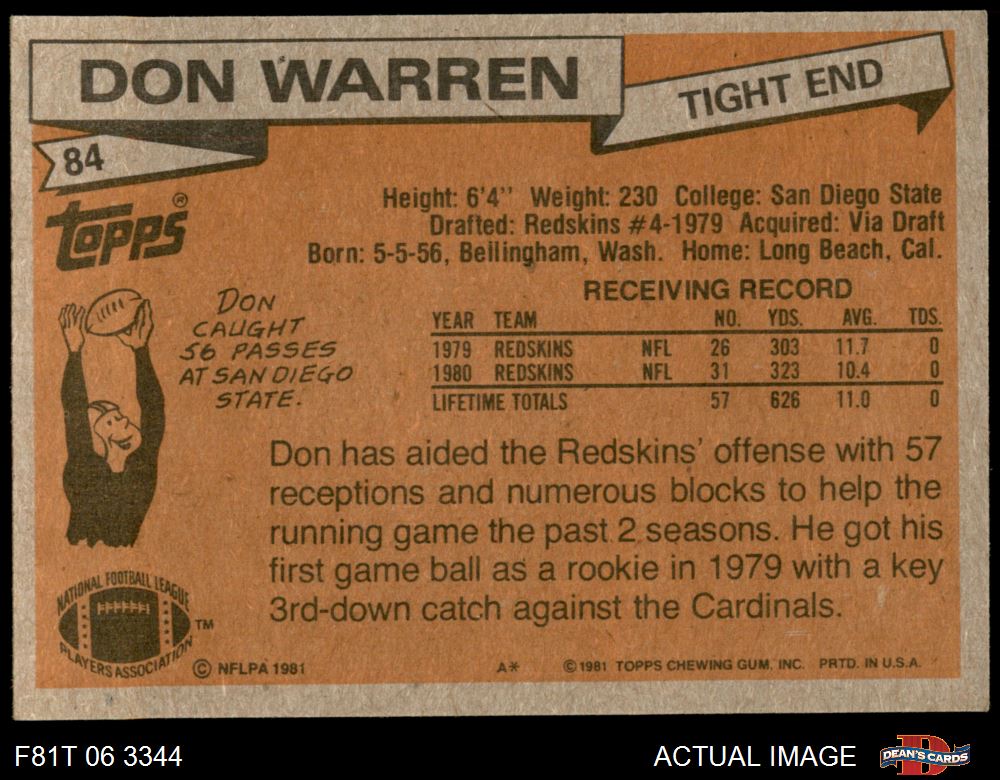 DON WARREN
TIGHT END
84
Topps®
Height: 6'4'' Weight: 230 College: San Diego State
Drafted: Redskins #4-1979 Acquired: Via Draft
Born: 5-5-56, Bellingham, Wash. Home: Long Beach, Cal.
DON
CAUGHT
56 PASSES
AT SAN DIEGO
STATE.
RECEIVING RECORD
YEAR TEAM NO. YDS. AVG. TDS.
1979 REDSKINS NFL 26 303 11.7 0
1980 REDSKINS NFL 31 323 10.4 0
LIFETIME TOTALS 57 626 11.0 0
Don has aided the Redskins' offense with 57
receptions and numerous blocks to help the
running game the past 2 seasons. He got his
first game ball as a rookie in 1979 with a key
3rd-down catch against the Cardinals.
NATIONAL FOOTBALL LEAGUE
PLAYERS ASSOCIATION
TM
© NFLPA 1981
A*
© 1981 TOPPS CHEWING GUM, INC. PRTD. IN U.S.A.
F81T 06 3344
ACTUAL IMAGE
D
DEAN'S CARDS